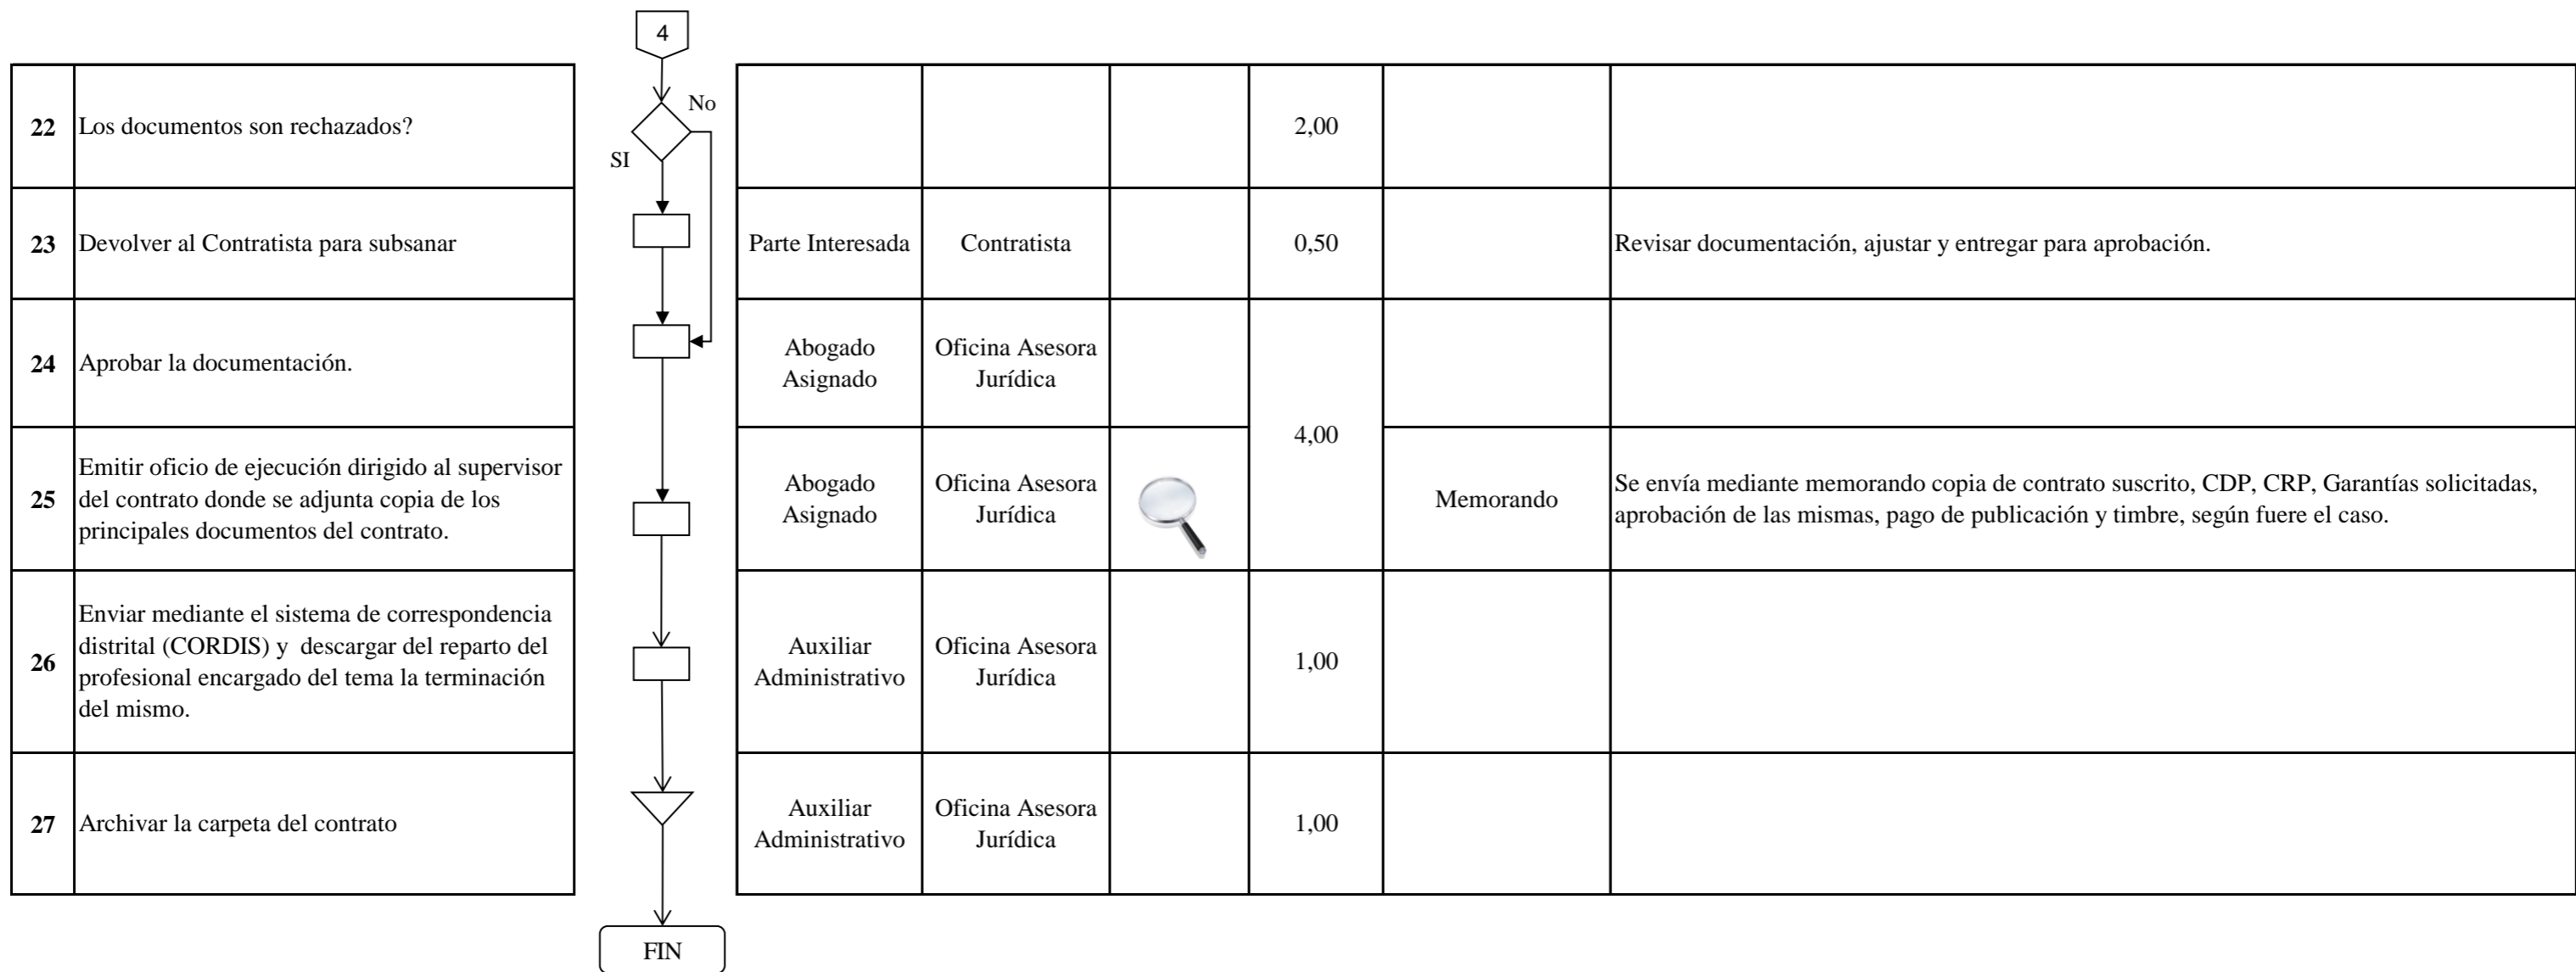 4
No
22
Los documentos son rechazados?
SI
2,00
23
Devolver al Contratista para subsanar
Parte Interesada
Contratista
0,50
Revisar documentación, ajustar y entregar para aprobación.
24
Aprobar la documentación.
Abogado
Asignado
Oficina Asesora
Jurídica
4,00
25
Emitir oficio de ejecución dirigido al supervisor
del contrato donde se adjunta copia de los
principales documentos del contrato.
Abogado
Asignado
Oficina Asesora
Jurídica
Memorando
Se envía mediante memorando copia de contrato suscrito, CDP, CRP, Garantías solicitadas,
aprobación de las mismas, pago de publicación y timbre, según fuere el caso.
26
Enviar mediante el sistema de correspondencia
distrital (CORDIS) y  descargar del reparto del
profesional encargado del tema la terminación
del mismo.
Auxiliar
Administrativo
Oficina Asesora
Jurídica
1,00
27
Archivar la carpeta del contrato
Auxiliar
Administrativo
Oficina Asesora
Jurídica
1,00
FIN